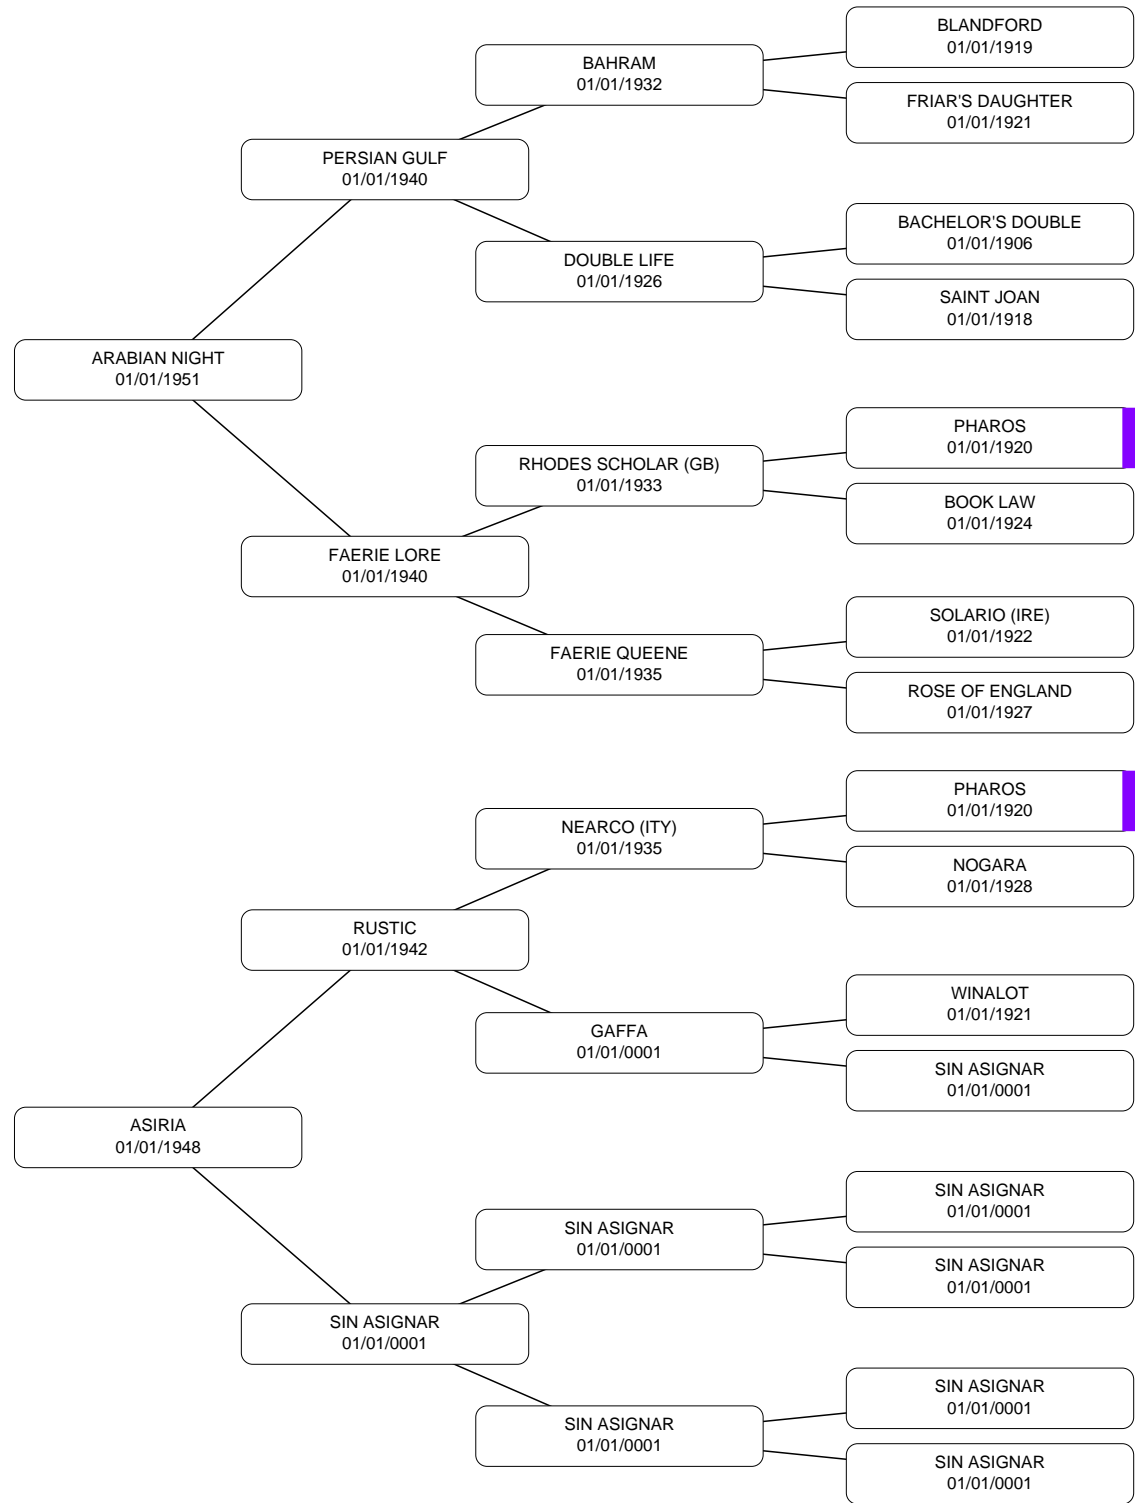 BLANDFORD
01/01/1919
BAHRAM
01/01/1932
FRIAR'S DAUGHTER
01/01/1921
PERSIAN GULF
01/01/1940
BACHELOR'S DOUBLE
01/01/1906
DOUBLE LIFE
01/01/1926
SAINT JOAN
01/01/1918
ARABIAN NIGHT
01/01/1951
PHAROS
01/01/1920
RHODES SCHOLAR (GB)
01/01/1933
BOOK LAW
01/01/1924
FAERIE LORE
01/01/1940
SOLARIO (IRE)
01/01/1922
FAERIE QUEENE
01/01/1935
ROSE OF ENGLAND
01/01/1927
PHAROS
01/01/1920
NEARCO (ITY)
01/01/1935
NOGARA
01/01/1928
RUSTIC
01/01/1942
WINALOT
01/01/1921
GAFFA
01/01/0001
SIN ASIGNAR
01/01/0001
ASIRIA
01/01/1948
SIN ASIGNAR
01/01/0001
SIN ASIGNAR
01/01/0001
SIN ASIGNAR
01/01/0001
SIN ASIGNAR
01/01/0001
SIN ASIGNAR
01/01/0001
SIN ASIGNAR
01/01/0001
SIN ASIGNAR
01/01/0001